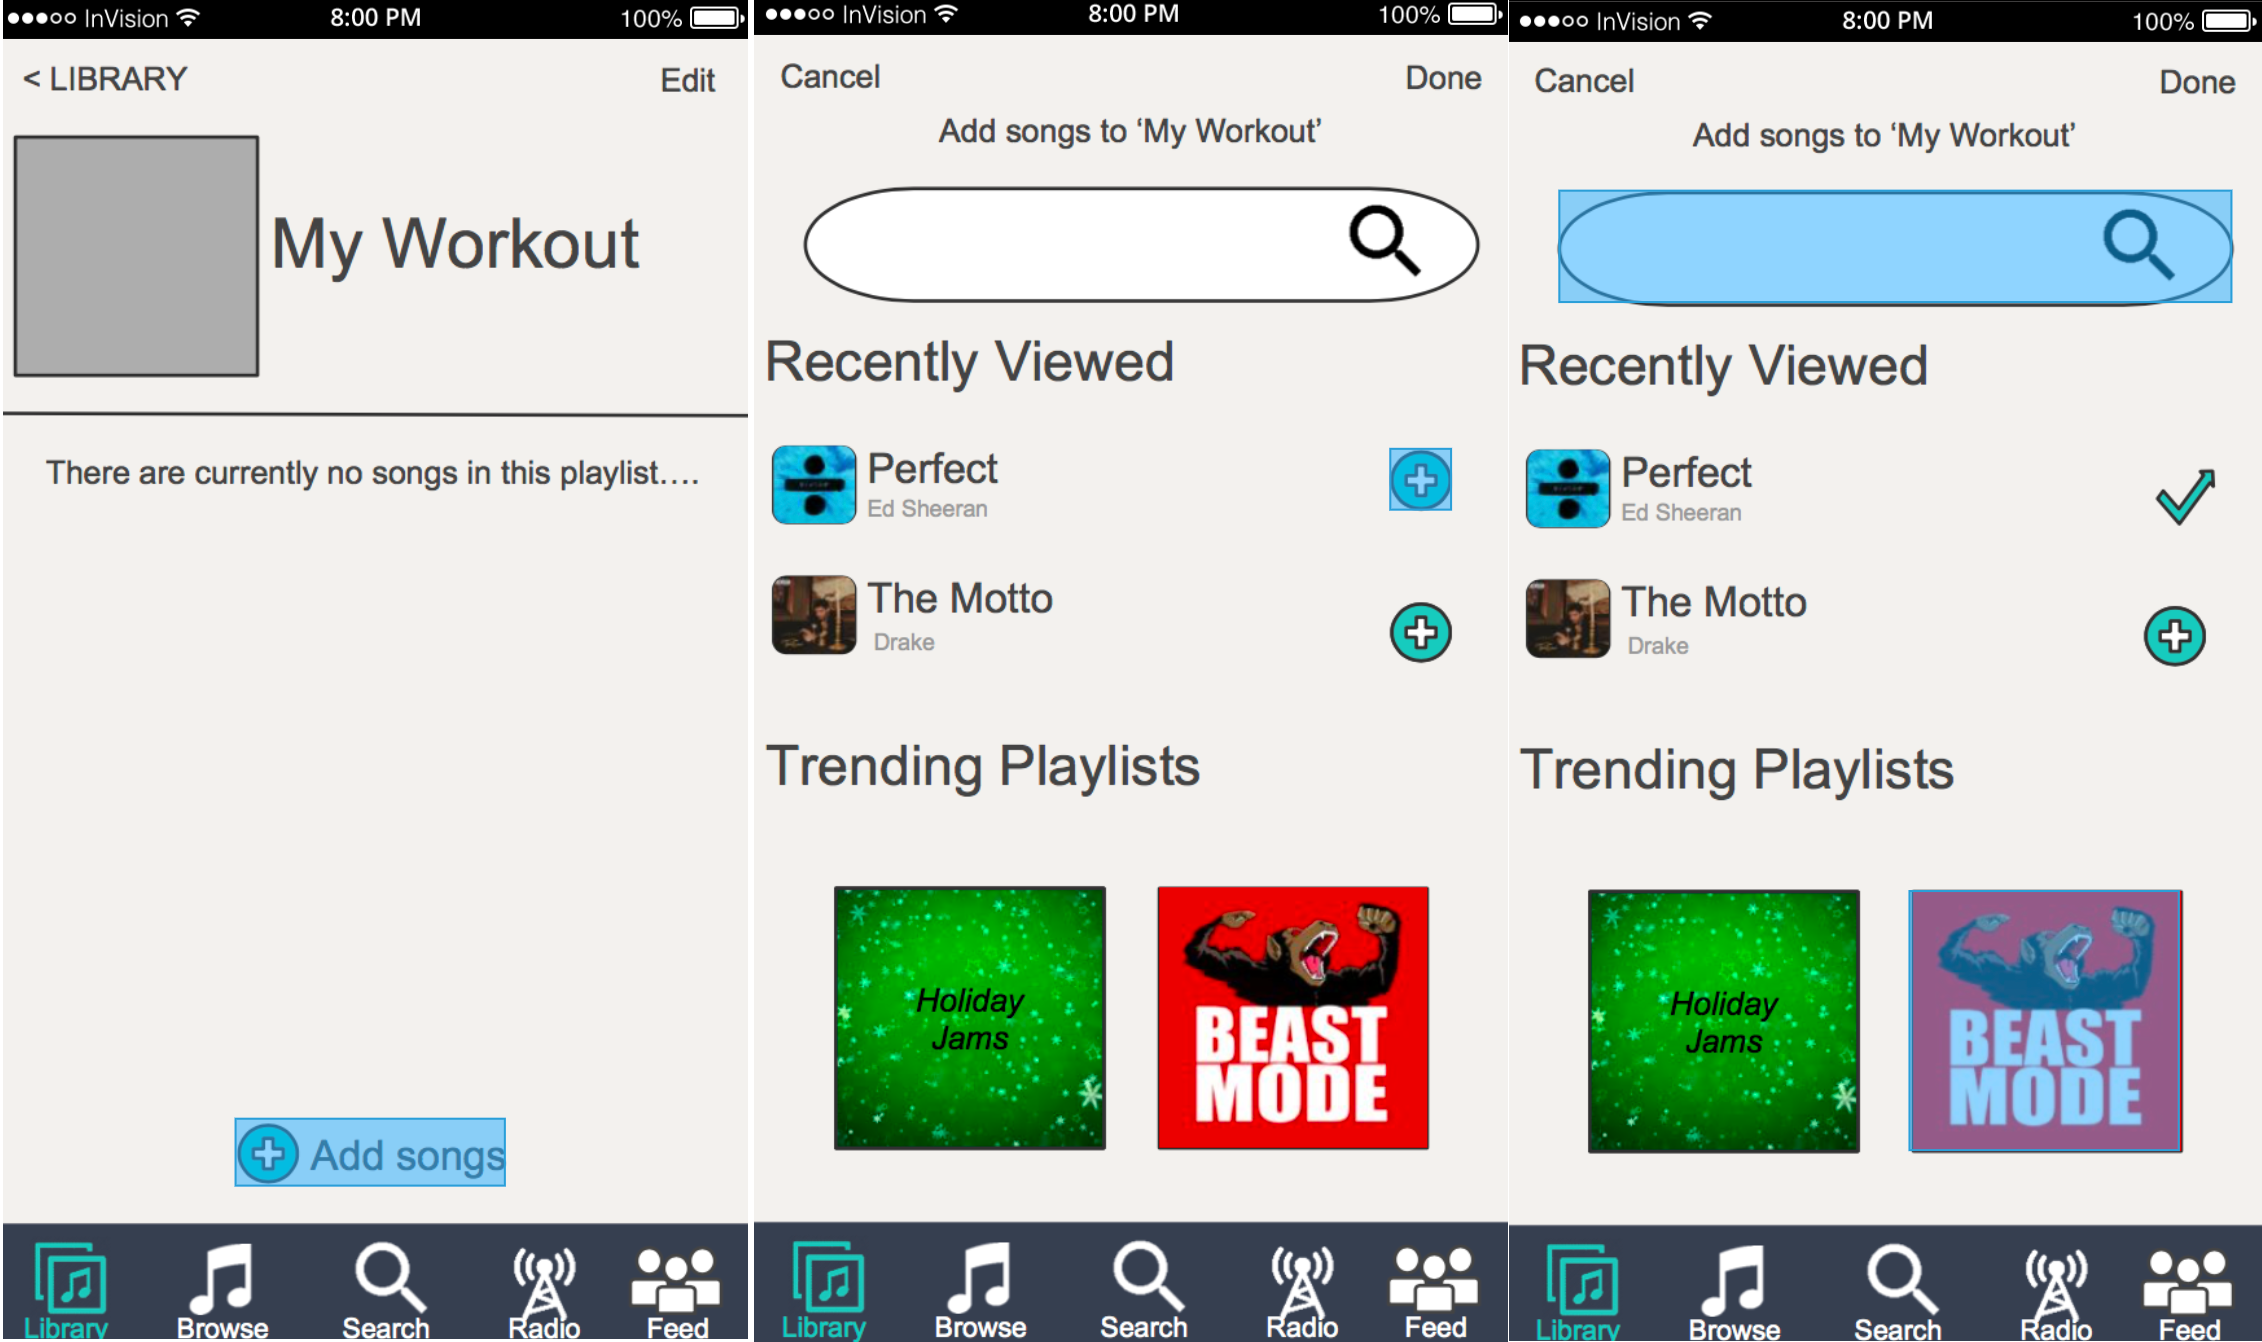 InVision 8:00 PM 100%
< LIBRARY Edit
My Workout
There are currently no songs in this playlist....
Add songs
Library Browse Search Radio Feed
InVision 8:00 PM 100%
Cancel Done
Add songs to ‘My Workout’
Recently Viewed
Perfect
Ed Sheeran
The Motto
Drake
Trending Playlists
Holiday
Jams
BEAST
MODE
Library Browse Search Radio Feed
InVision 8:00 PM 100%
Cancel Done
Add songs to ‘My Workout’
Recently Viewed
Perfect
Ed Sheeran
The Motto
Drake
Trending Playlists
Holiday
Jams
BEAST
MODE
Library Browse Search Radio Feed